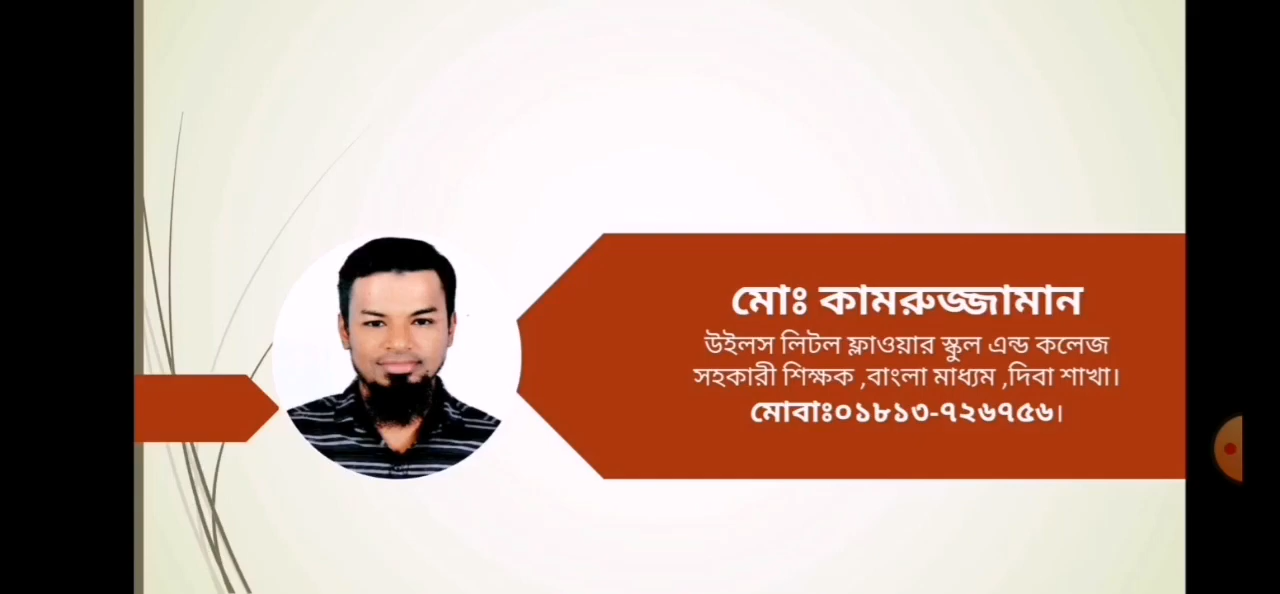 মোঃ কামরুজ্জামান
উইলস লিটল ফ্লাওয়ার স্কুল এন্ড কলেজ
সহকারী শিক্ষক ,বাংলা মাধ্যম ,দিবা শাখা।
মোবাঃ০১৮১৩-৭২৬৭৫৬।